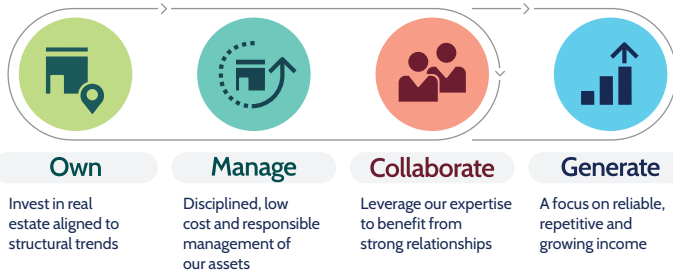 Own
Invest in real
estate aligned to
structural trends
Manage
Disciplined, low
cost and responsible
management of
our assets
Collaborate
Leverage our expertise
to benefit from
strong relationships
Generate
A focus on reliable,
repetitive and
growing income